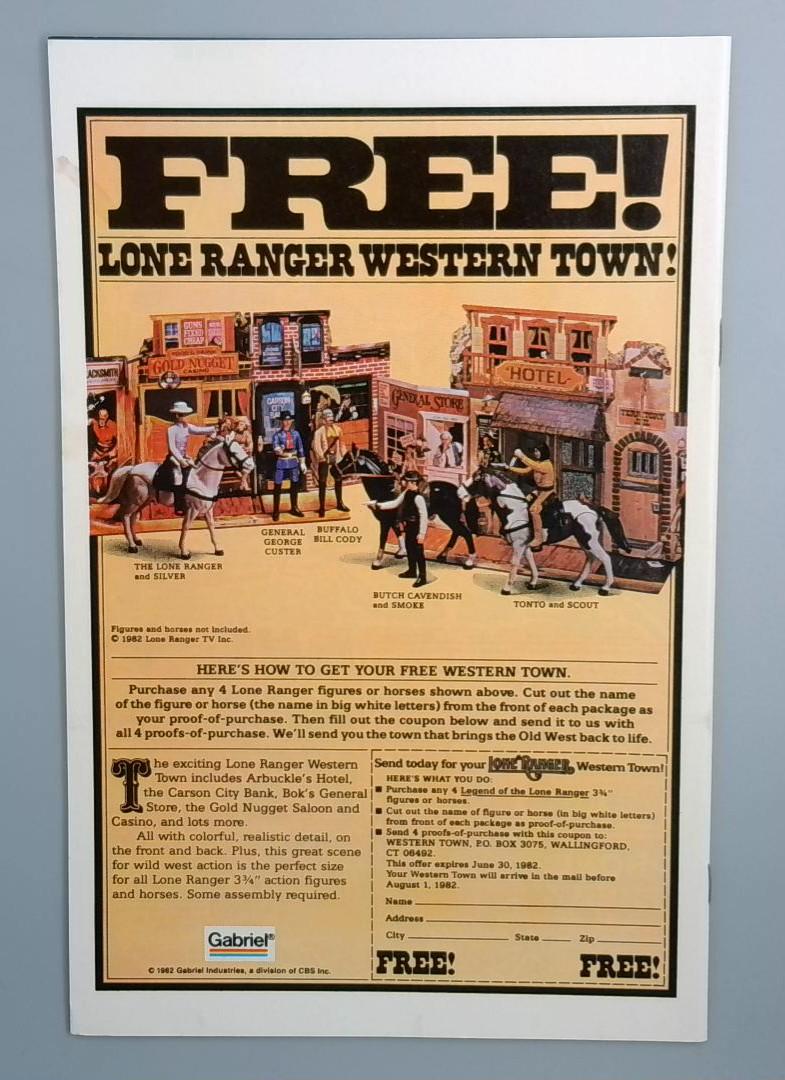 FREE!
LONE RANGER WESTERN TOWN!
GUNS
FIXED
CHEAP
GOLD NUGGET
CASINO
ACKSMITH
CARSON
CITY
GENERAL STORE
HOTEL
TERRITORY
THE LONE RANGER
and SILVER
GENERAL
GEORGE
CUSTER
BUFFALO
BILL CODY
BUTCH CAVENDISH
and SMOKE
TONTO and SCOUT
Figures and horses not included.
© 1982 Lone Ranger TV Inc.
HERE'S HOW TO GET YOUR FREE WESTERN TOWN.
Purchase any 4 Lone Ranger figures or horses shown above. Cut out the name
of the figure or horse (the name in big white letters) from the front of each package as
your proof-of-purchase. Then fill out the coupon below and send it to us with
all 4 proofs-of-purchase. We'll send you the town that brings the Old West back to life.
The exciting Lone Ranger Western
Town includes Arbuckle's Hotel,
the Carson City Bank, Bok's General
Store, the Gold Nugget Saloon and
Casino, and lots more.
All with colorful, realistic detail, on
the front and back. Plus, this great scene
for wild west action is the perfect size
for all Lone Ranger 3¾" action figures
and horses. Some assembly required.
Gabriel®
© 1982 Gabriel Industries, a division of CBS Inc.
Send today for your LONE RANGER Western Town!
HERE'S WHAT YOU DO:
■ Purchase any 4 Legend of the Lone Ranger 3¾"
figures or horses.
■ Cut out the name of figure or horse (in big white letters)
from front of each package as proof-of-purchase.
■ Send 4 proofs-of-purchase with this coupon to:
WESTERN TOWN, P.O. BOX 3075, WALLINGFORD,
CT 06492.
This offer expires June 30, 1982.
Your Western Town will arrive in the mail before
August 1, 1982.
Name
Address
City State Zip
FREE! FREE!